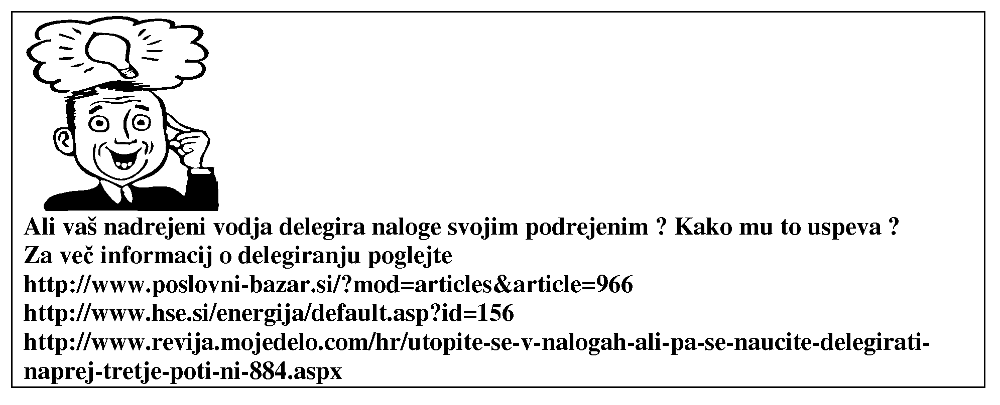 Ali vaš nadrejeni vodja delegira naloge svojim podrejenim ? Kako mu to uspeva ?
Za več informacij o delegiranju poglejte
http://www.poslovni-bazar.si/?mod=articles&article=966
http://www.hse.si/energija/default.asp?id=156
http://www.revija.mojedelo.com/hr/utopite-se-v-nalogah-ali-pa-se-naucite-delegirati-
naprej-tretje-poti-ni-884.aspx